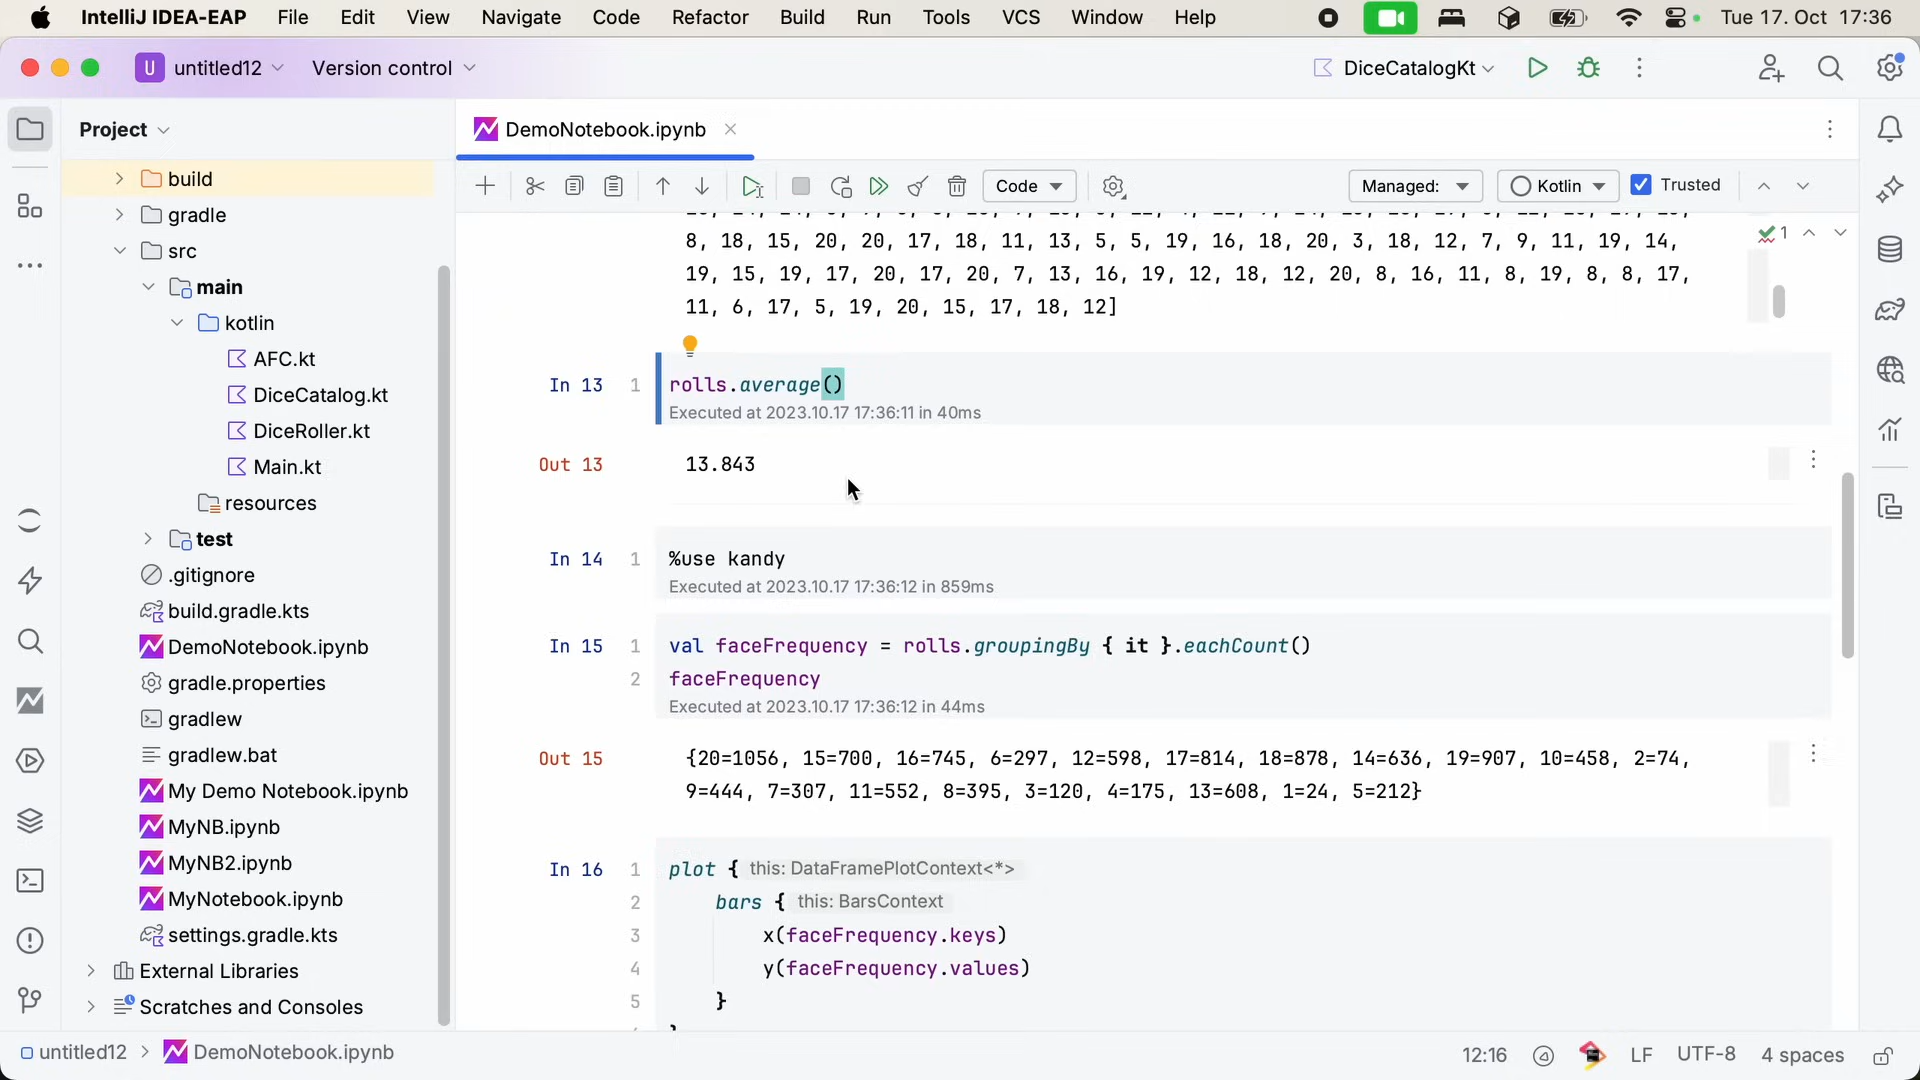 IntelliJ IDEA-EAP File Edit View Navigate Code Refactor Build Run Tools VCS Window Help Tue 17. Oct 17:36
U untitled12 Version control DiceCatalogKt
Project
DemoNotebook.ipynb
Code Managed: Kotlin Trusted
build
gradle
src
main
kotlin
AFC.kt
DiceCatalog.kt
DiceRoller.kt
Main.kt
resources
test
.gitignore
build.gradle.kts
DemoNotebook.ipynb
gradle.properties
gradlew
gradlew.bat
My Demo Notebook.ipynb
MyNB.ipynb
MyNB2.ipynb
MyNotebook.ipynb
settings.gradle.kts
External Libraries
Scratches and Consoles
8, 18, 15, 20, 20, 17, 18, 11, 13, 5, 5, 19, 16, 18, 20, 3, 18, 12, 7, 9, 11, 19, 14,
19, 15, 19, 17, 20, 17, 20, 7, 13, 16, 19, 12, 18, 12, 20, 8, 16, 11, 8, 19, 8, 8, 17,
11, 6, 17, 5, 19, 20, 15, 17, 18, 12]
1
In 13 1 rolls.average()
Executed at 2023.10.17 17:36:11 in 40ms
Out 13 13.843
In 14 1 %use kandy
Executed at 2023.10.17 17:36:12 in 859ms
In 15 1 val faceFrequency = rolls.groupingBy { it }.eachCount()
2 faceFrequency
Executed at 2023.10.17 17:36:12 in 44ms
Out 15 {20=1056, 15=700, 16=745, 6=297, 12=598, 17=814, 18=878, 14=636, 19=907, 10=458, 2=74,
9=444, 7=307, 11=552, 8=395, 3=120, 4=175, 13=608, 1=24, 5=212}
In 16 1 plot { this: DataFramePlotContext<*>
2 bars { this: BarsContext
3 x(faceFrequency.keys)
4 y(faceFrequency.values)
5 }
untitled12 > DemoNotebook.ipynb 12:16 LF UTF-8 4 spaces